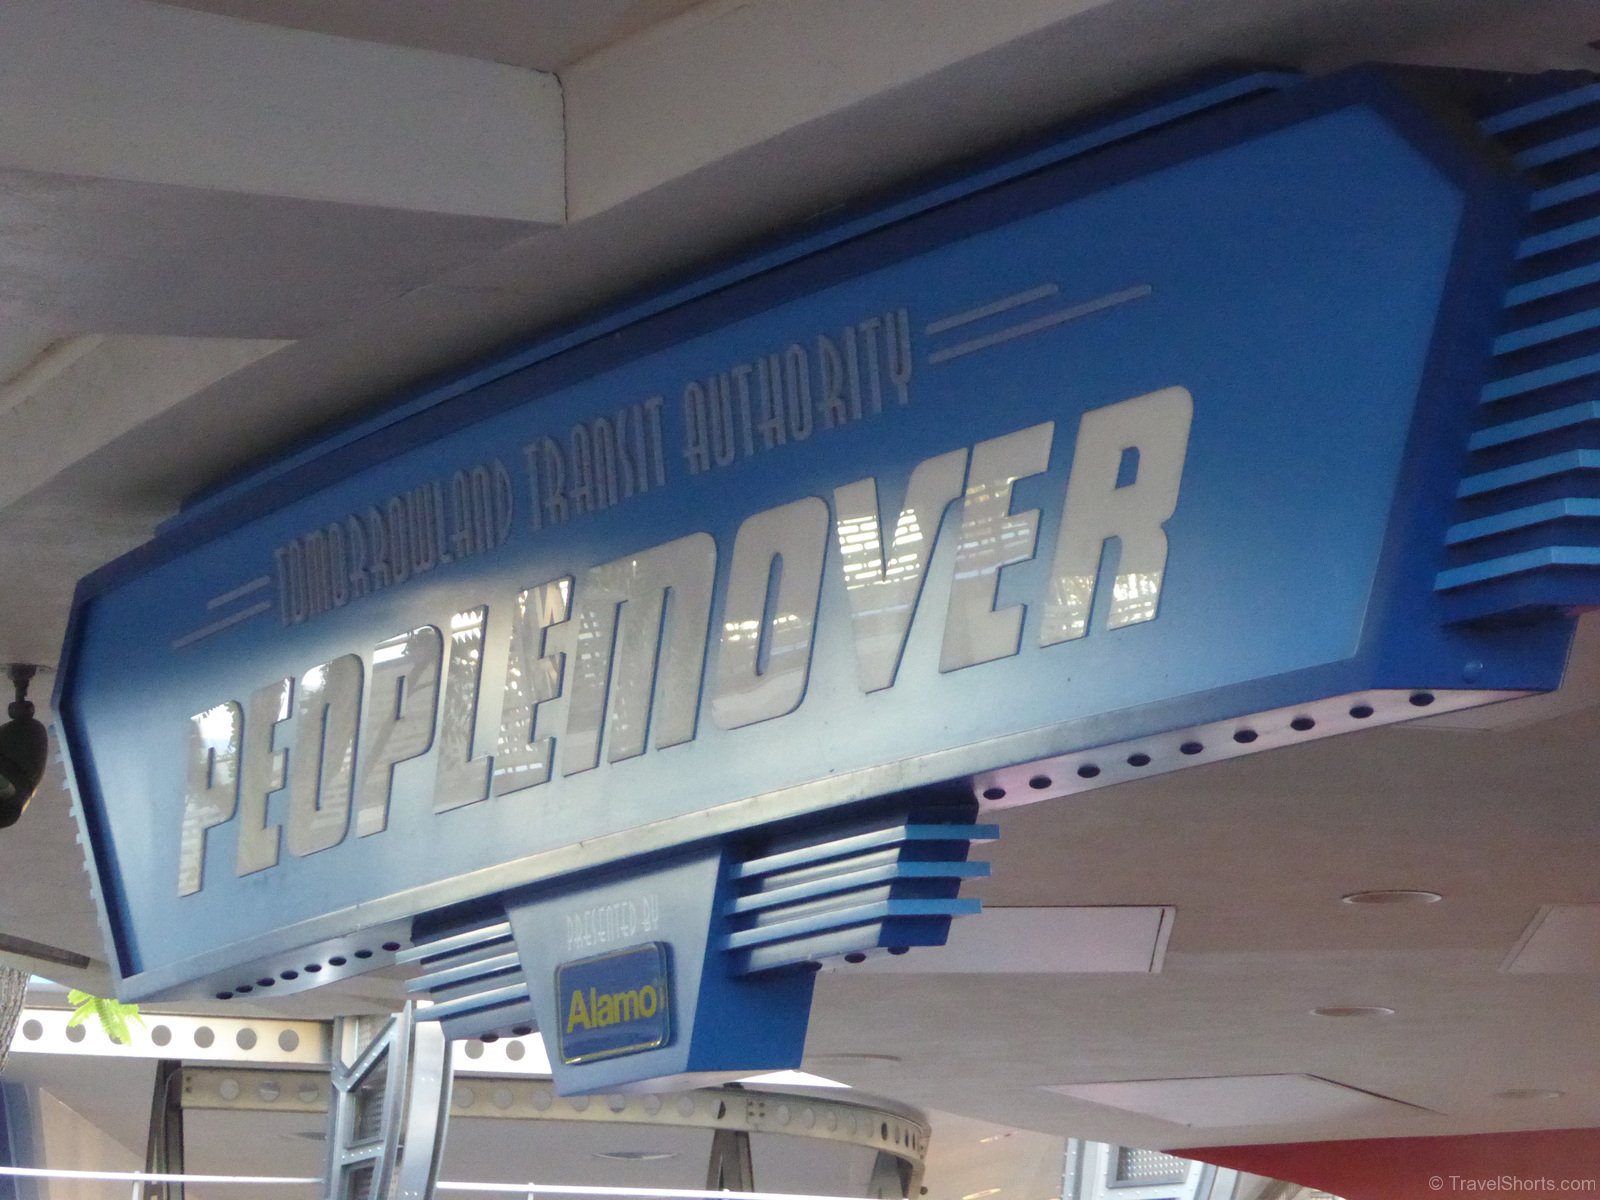 TOMORROWLAND TRANSIT AUTHORITY
PEOPLEMOVER
PRESENTED BY
Alamo
© TravelShorts.com